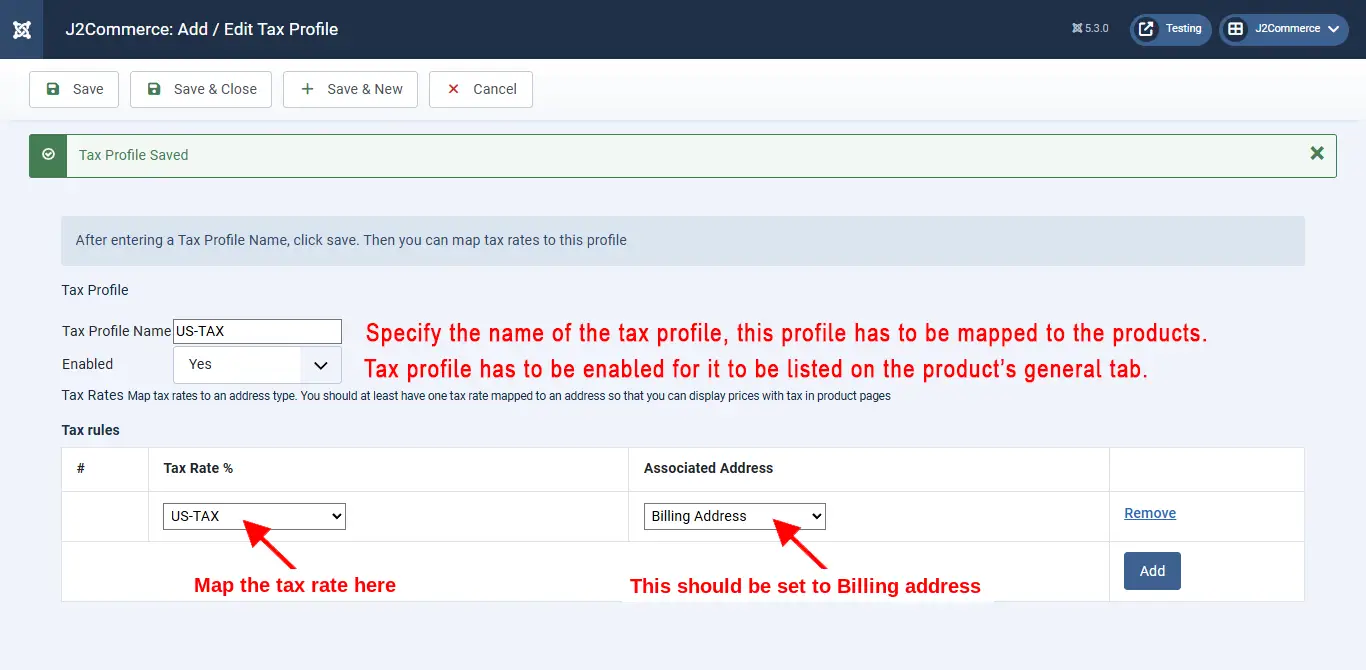 J2Commerce: Add / Edit Tax Profile
5.3.0
Testing
J2Commerce
Save
Save & Close
Save & New
Cancel
Tax Profile Saved
After entering a Tax Profile Name, click save. Then you can map tax rates to this profile
Tax Profile
Tax Profile Name US-TAX
Specify the name of the tax profile, this profile has to be mapped to the products.
Enabled Yes
Tax profile has to be enabled for it to be listed on the product's general tab.
Tax Rates Map tax rates to an address type. You should at least have one tax rate mapped to an address so that you can display prices with tax in product pages
Tax rules
# Tax Rate % Associated Address
US-TAX Billing Address Remove
Add
Map the tax rate here
This should be set to Billing address